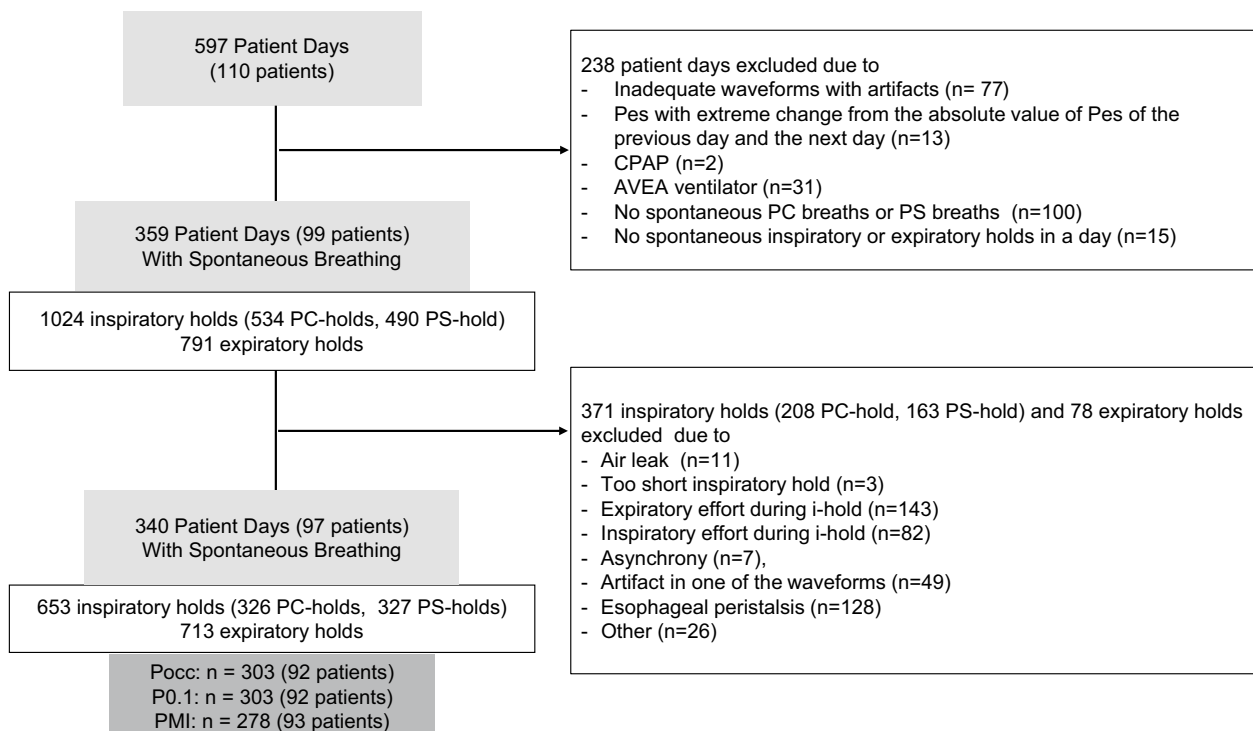 597 Patient Days
(110 patients)
238 patient days excluded due to
- Inadequate waveforms with artifacts (n= 77)
- Pes with extreme change from the absolute value of Pes of the
previous day and the next day (n=13)
- CPAP (n=2)
- AVEA ventilator (n=31)
- No spontaneous PC breaths or PS breaths (n=100)
- No spontaneous inspiratory or expiratory holds in a day (n=15)
359 Patient Days (99 patients)
With Spontaneous Breathing
1024 inspiratory holds (534 PC-holds, 490 PS-hold)
791 expiratory holds
371 inspiratory holds (208 PC-hold, 163 PS-hold) and 78 expiratory holds
excluded due to
- Air leak (n=11)
- Too short inspiratory hold (n=3)
- Expiratory effort during i-hold (n=143)
- Inspiratory effort during i-hold (n=82)
- Asynchrony (n=7),
- Artifact in one of the waveforms (n=49)
- Esophageal peristalsis (n=128)
- Other (n=26)
340 Patient Days (97 patients)
With Spontaneous Breathing
653 inspiratory holds (326 PC-holds, 327 PS-holds)
713 expiratory holds
Pocc: n = 303 (92 patients)
P0.1: n = 303 (92 patients)
PMI: n = 278 (93 patients)